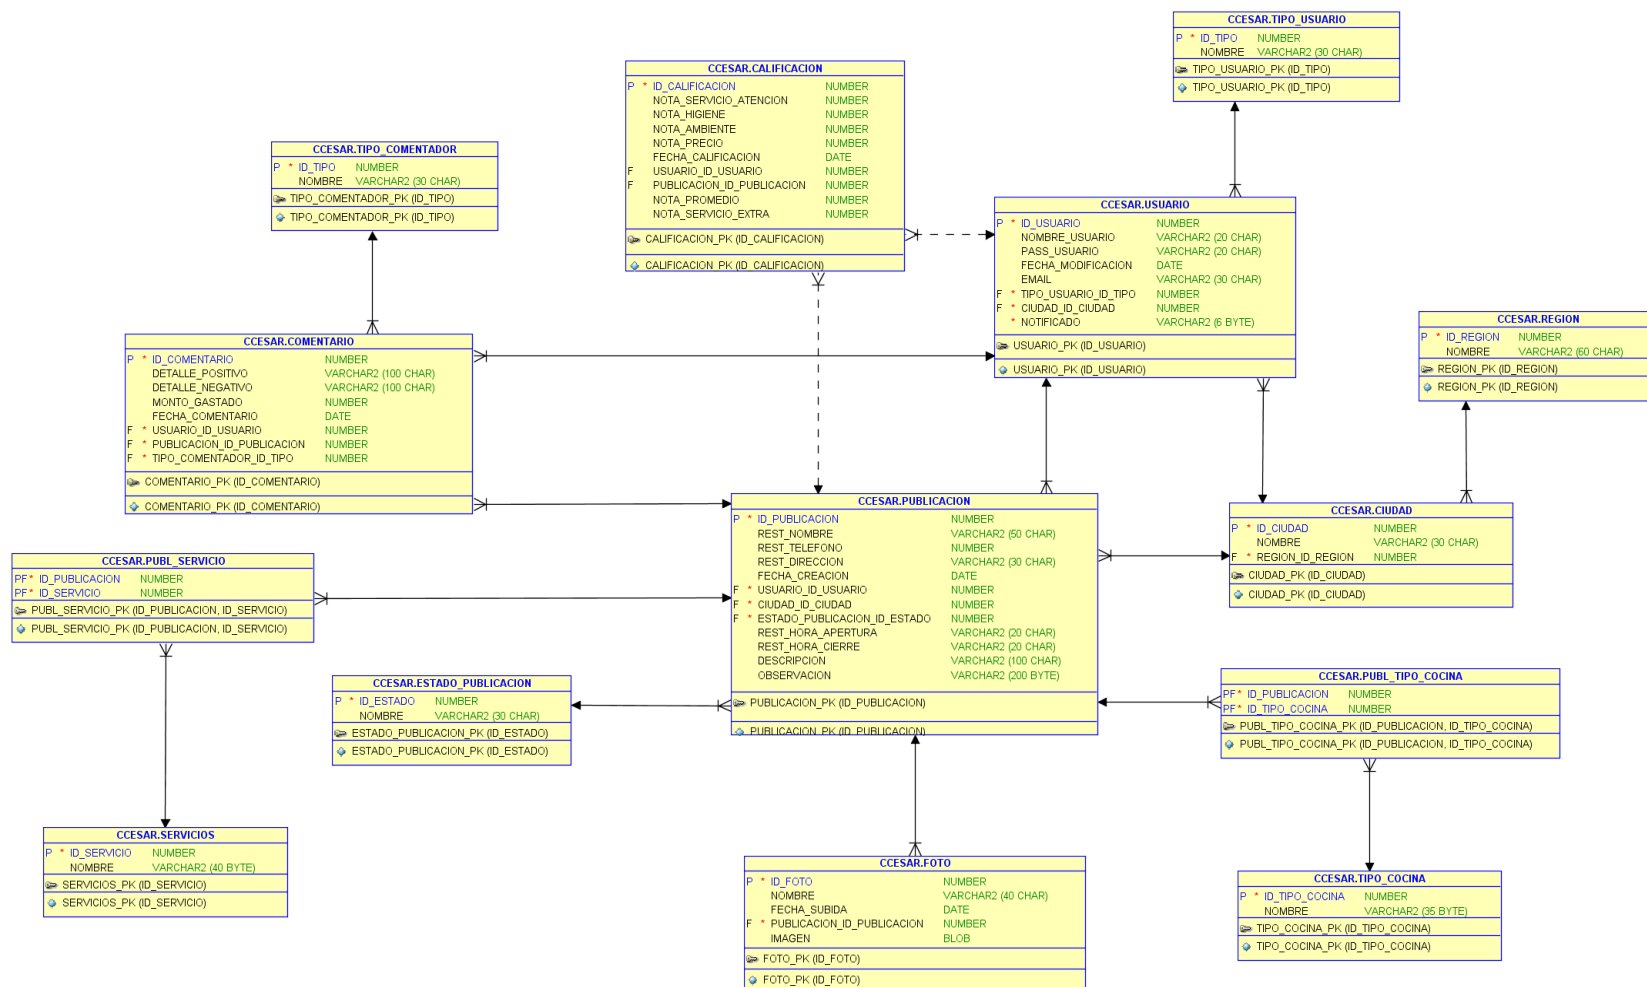 CCESAR.TIPO_USUARIO
P * ID_TIPO NUMBER
NOMBRE VARCHAR2 (30 CHAR)
TIPO_USUARIO_PK (ID_TIPO)
TIPO_USUARIO_PK (ID_TIPO)
CCESAR.CALIFICACION
P * ID_CALIFICACION NUMBER
NOTA_SERVICIO_ATENCION NUMBER
NOTA_HIGIENE NUMBER
NOTA_AMBIENTE NUMBER
NOTA_PRECIO NUMBER
FECHA_CALIFICACION DATE
F USUARIO_ID_USUARIO NUMBER
F PUBLICACION_ID_PUBLICACION NUMBER
NOTA_PROMEDIO NUMBER
NOTA_SERVICIO_EXTRA NUMBER
CALIFICACION_PK (ID_CALIFICACION)
CALIFICACION_PK (ID_CALIFICACION)
CCESAR.TIPO_COMENTADOR
P * ID_TIPO NUMBER
NOMBRE VARCHAR2 (30 CHAR)
TIPO_COMENTADOR_PK (ID_TIPO)
TIPO_COMENTADOR_PK (ID_TIPO)
CCESAR.USUARIO
P * ID_USUARIO NUMBER
NOMBRE_USUARIO VARCHAR2 (20 CHAR)
PASS_USUARIO VARCHAR2 (20 CHAR)
FECHA_MODIFICACION DATE
EMAIL VARCHAR2 (30 CHAR)
F * TIPO_USUARIO_ID_TIPO NUMBER
F * CIUDAD_ID_CIUDAD NUMBER
* NOTIFICADO VARCHAR2 (6 BYTE)
USUARIO_PK (ID_USUARIO)
USUARIO_PK (ID_USUARIO)
CCESAR.REGION
P * ID_REGION NUMBER
NOMBRE VARCHAR2 (60 CHAR)
REGION_PK (ID_REGION)
REGION_PK (ID_REGION)
CCESAR.COMENTARIO
P * ID_COMENTARIO NUMBER
DETALLE_POSITIVO VARCHAR2 (100 CHAR)
DETALLE_NEGATIVO VARCHAR2 (100 CHAR)
MONTO_GASTADO NUMBER
FECHA_COMENTARIO DATE
F * USUARIO_ID_USUARIO NUMBER
F * PUBLICACION_ID_PUBLICACION NUMBER
F * TIPO_COMENTADOR_ID_TIPO NUMBER
COMENTARIO_PK (ID_COMENTARIO)
COMENTARIO_PK (ID_COMENTARIO)
CCESAR.PUBLICACION
P * ID_PUBLICACION NUMBER
REST_NOMBRE VARCHAR2 (50 CHAR)
REST_TELEFONO NUMBER
REST_DIRECCION VARCHAR2 (30 CHAR)
FECHA_CREACION DATE
F * USUARIO_ID_USUARIO NUMBER
F * CIUDAD_ID_CIUDAD NUMBER
F * ESTADO_PUBLICACION_ID_ESTADO NUMBER
REST_HORA_APERTURA VARCHAR2 (20 CHAR)
REST_HORA_CIERRE VARCHAR2 (20 CHAR)
DESCRIPCION VARCHAR2 (100 CHAR)
OBSERVACION VARCHAR2 (200 BYTE)
PUBLICACION_PK (ID_PUBLICACION)
PUBLICACION_PK (ID_PUBLICACION)
CCESAR.CIUDAD
P * ID_CIUDAD NUMBER
NOMBRE VARCHAR2 (30 CHAR)
F * REGION_ID_REGION NUMBER
CIUDAD_PK (ID_CIUDAD)
CIUDAD_PK (ID_CIUDAD)
CCESAR.PUBL_SERVICIO
PF* ID_PUBLICACION NUMBER
PF* ID_SERVICIO NUMBER
PUBL_SERVICIO_PK (ID_PUBLICACION, ID_SERVICIO)
PUBL_SERVICIO_PK (ID_PUBLICACION, ID_SERVICIO)
CCESAR.ESTADO_PUBLICACION
P * ID_ESTADO NUMBER
NOMBRE VARCHAR2 (30 CHAR)
ESTADO_PUBLICACION_PK (ID_ESTADO)
ESTADO_PUBLICACION_PK (ID_ESTADO)
CCESAR.PUBL_TIPO_COCINA
PF* ID_PUBLICACION NUMBER
PF* ID_TIPO_COCINA NUMBER
PUBL_TIPO_COCINA_PK (ID_PUBLICACION, ID_TIPO_COCINA)
PUBL_TIPO_COCINA_PK (ID_PUBLICACION, ID_TIPO_COCINA)
CCESAR.SERVICIOS
P * ID_SERVICIO NUMBER
NOMBRE VARCHAR2 (40 BYTE)
SERVICIOS_PK (ID_SERVICIO)
SERVICIOS_PK (ID_SERVICIO)
CCESAR.FOTO
P * ID_FOTO NUMBER
NOMBRE VARCHAR2 (40 CHAR)
FECHA_SUBIDA DATE
F * PUBLICACION_ID_PUBLICACION NUMBER
IMAGEN BLOB
FOTO_PK (ID_FOTO)
FOTO_PK (ID_FOTO)
CCESAR.TIPO_COCINA
P * ID_TIPO_COCINA NUMBER
NOMBRE VARCHAR2 (35 BYTE)
TIPO_COCINA_PK (ID_TIPO_COCINA)
TIPO_COCINA_PK (ID_TIPO_COCINA)